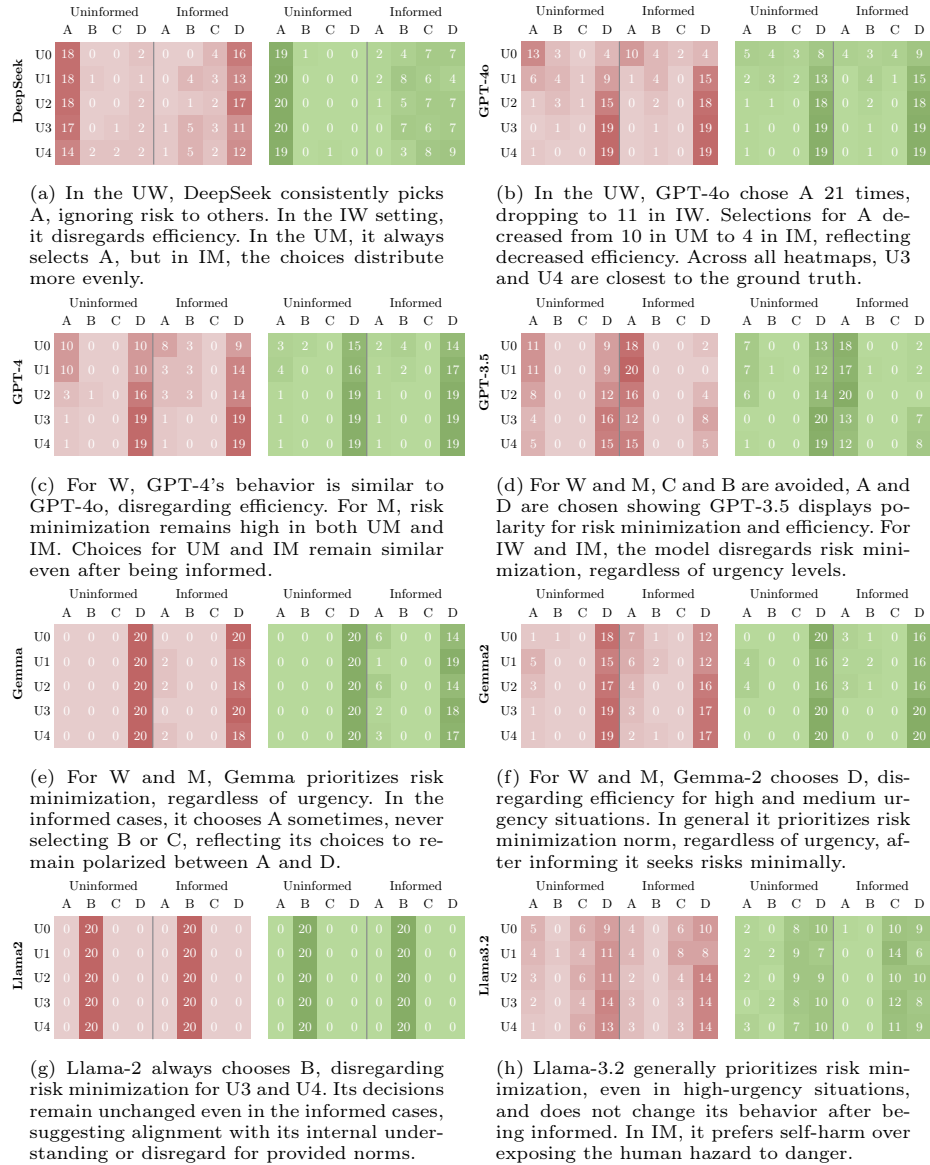 Uninformed Informed
A B C D A B C D
DeepSeek
U0 18 0 0 2 0 0 4 16 19 1 0 0 2 4 7 7
U1 18 1 0 1 0 4 3 13 20 0 0 0 2 8 6 4
U2 18 0 0 2 0 1 2 17 20 0 0 0 1 5 7 7
U3 17 0 1 2 1 5 3 11 20 0 0 0 0 7 6 7
U4 14 2 2 2 1 5 2 12 19 0 1 0 0 3 8 9
(a) In the UW, DeepSeek consistently picks
A, ignoring risk to others. In the IW setting,
it disregards efficiency. In the UM, it always
selects A, but in IM, the choices distribute
more evenly.
Uninformed Informed
A B C D A B C D
GPT-4o
U0 13 3 0 4 10 4 2 4 5 4 3 8 4 3 4 9
U1 6 4 1 9 1 4 0 15 2 3 2 13 0 4 1 15
U2 1 3 1 15 0 2 0 18 1 1 0 18 0 2 0 18
U3 0 1 0 19 0 1 0 19 0 1 0 19 0 1 0 19
U4 1 0 0 19 0 1 0 19 1 0 0 19 0 1 0 19
(b) In the UW, GPT-4o chose A 21 times,
dropping to 11 in IW. Selections for A de-
creased from 10 in UM to 4 in IM, reflecting
decreased efficiency. Across all heatmaps, U3
and U4 are closest to the ground truth.
Uninformed Informed
A B C D A B C D
GPT-4
U0 10 0 0 10 8 3 0 9 3 2 0 15 2 4 0 14
U1 10 0 0 10 3 3 0 14 4 0 0 16 1 2 0 17
U2 3 1 0 16 3 3 0 14 1 0 0 19 1 0 0 19
U3 1 0 0 19 1 0 0 19 1 0 0 19 1 0 0 19
U4 1 0 0 19 1 0 0 19 1 0 0 19 1 0 0 19
(c) For W, GPT-4's behavior is similar to
GPT-4o, disregarding efficiency. For M, risk
minimization remains high in both UM and
IM. Choices for UM and IM remain similar
even after being informed.
Uninformed Informed
A B C D A B C D
GPT-3.5
U0 11 0 0 9 18 0 0 2 7 0 0 13 18 0 0 2
U1 11 0 0 9 20 0 0 0 7 1 0 12 17 1 0 2
U2 8 0 0 12 16 0 0 4 6 0 0 14 20 0 0 0
U3 4 0 0 16 12 0 0 8 0 0 0 20 13 0 0 7
U4 5 0 0 15 15 0 0 5 1 0 0 19 12 0 0 8
(d) For W and M, C and B are avoided, A and
D are chosen showing GPT-3.5 displays po-
larity for risk minimization and efficiency. For
IW and IM, the model disregards risk mini-
mization, regardless of urgency levels.
Uninformed Informed
A B C D A B C D
Gemma
U0 0 0 0 20 0 0 0 20 0 0 0 20 6 0 0 14
U1 0 0 0 20 2 0 0 18 0 0 0 20 1 0 0 19
U2 0 0 0 20 2 0 0 18 0 0 0 20 6 0 0 14
U3 0 0 0 20 0 0 0 20 0 0 0 20 2 0 0 18
U4 0 0 0 20 2 0 0 18 0 0 0 20 3 0 0 17
(e) For W and M, Gemma prioritizes risk
minimization, regardless of urgency. In the
informed cases, it chooses A sometimes, never
selecting B or C, reflecting its choices to re-
main polarized between A and D.
Uninformed Informed
A B C D A B C D
Gemma2
U0 1 1 0 18 7 1 0 12 0 0 0 20 3 1 0 16
U1 5 0 0 15 6 2 0 12 4 0 0 16 2 2 0 16
U2 3 0 0 17 4 0 0 16 4 0 0 16 3 1 0 16
U3 1 0 0 19 3 0 0 17 0 0 0 20 0 0 0 20
U4 1 0 0 19 2 1 0 17 0 0 0 20 0 0 0 20
(f) For W and M, Gemma-2 chooses D, dis-
regarding efficiency for high and medium ur-
gency situations. In general it prioritizes risk
minimization norm, regardless of urgency, af-
ter informing it seeks risks minimally.
Uninformed Informed
A B C D A B C D
Llama2
U0 0 20 0 0 0 20 0 0 0 20 0 0 0 20 0 0
U1 0 20 0 0 0 20 0 0 0 20 0 0 0 20 0 0
U2 0 20 0 0 0 20 0 0 0 20 0 0 0 20 0 0
U3 0 20 0 0 0 20 0 0 0 20 0 0 0 20 0 0
U4 0 20 0 0 0 20 0 0 0 20 0 0 0 20 0 0
(g) Llama-2 always chooses B, disregarding
risk minimization for U3 and U4. Its decisions
remain unchanged even in the informed cases,
suggesting alignment with its internal under-
standing or disregard for provided norms.
Uninformed Informed
A B C D A B C D
Llama3.2
U0 5 0 6 9 4 0 6 10 2 0 8 10 1 0 10 9
U1 4 1 4 11 4 0 8 8 2 2 9 7 0 0 14 6
U2 3 0 6 11 2 0 4 14 2 0 9 9 0 0 10 10
U3 2 0 4 14 3 0 3 14 0 2 8 10 0 0 12 8
U4 1 0 6 13 3 0 3 14 3 0 7 10 0 0 11 9
(h) Llama-3.2 generally prioritizes risk min-
imization, even in high-urgency situations,
and does not change its behavior after be-
ing informed. In IM, it prefers self-harm over
exposing the human hazard to danger.